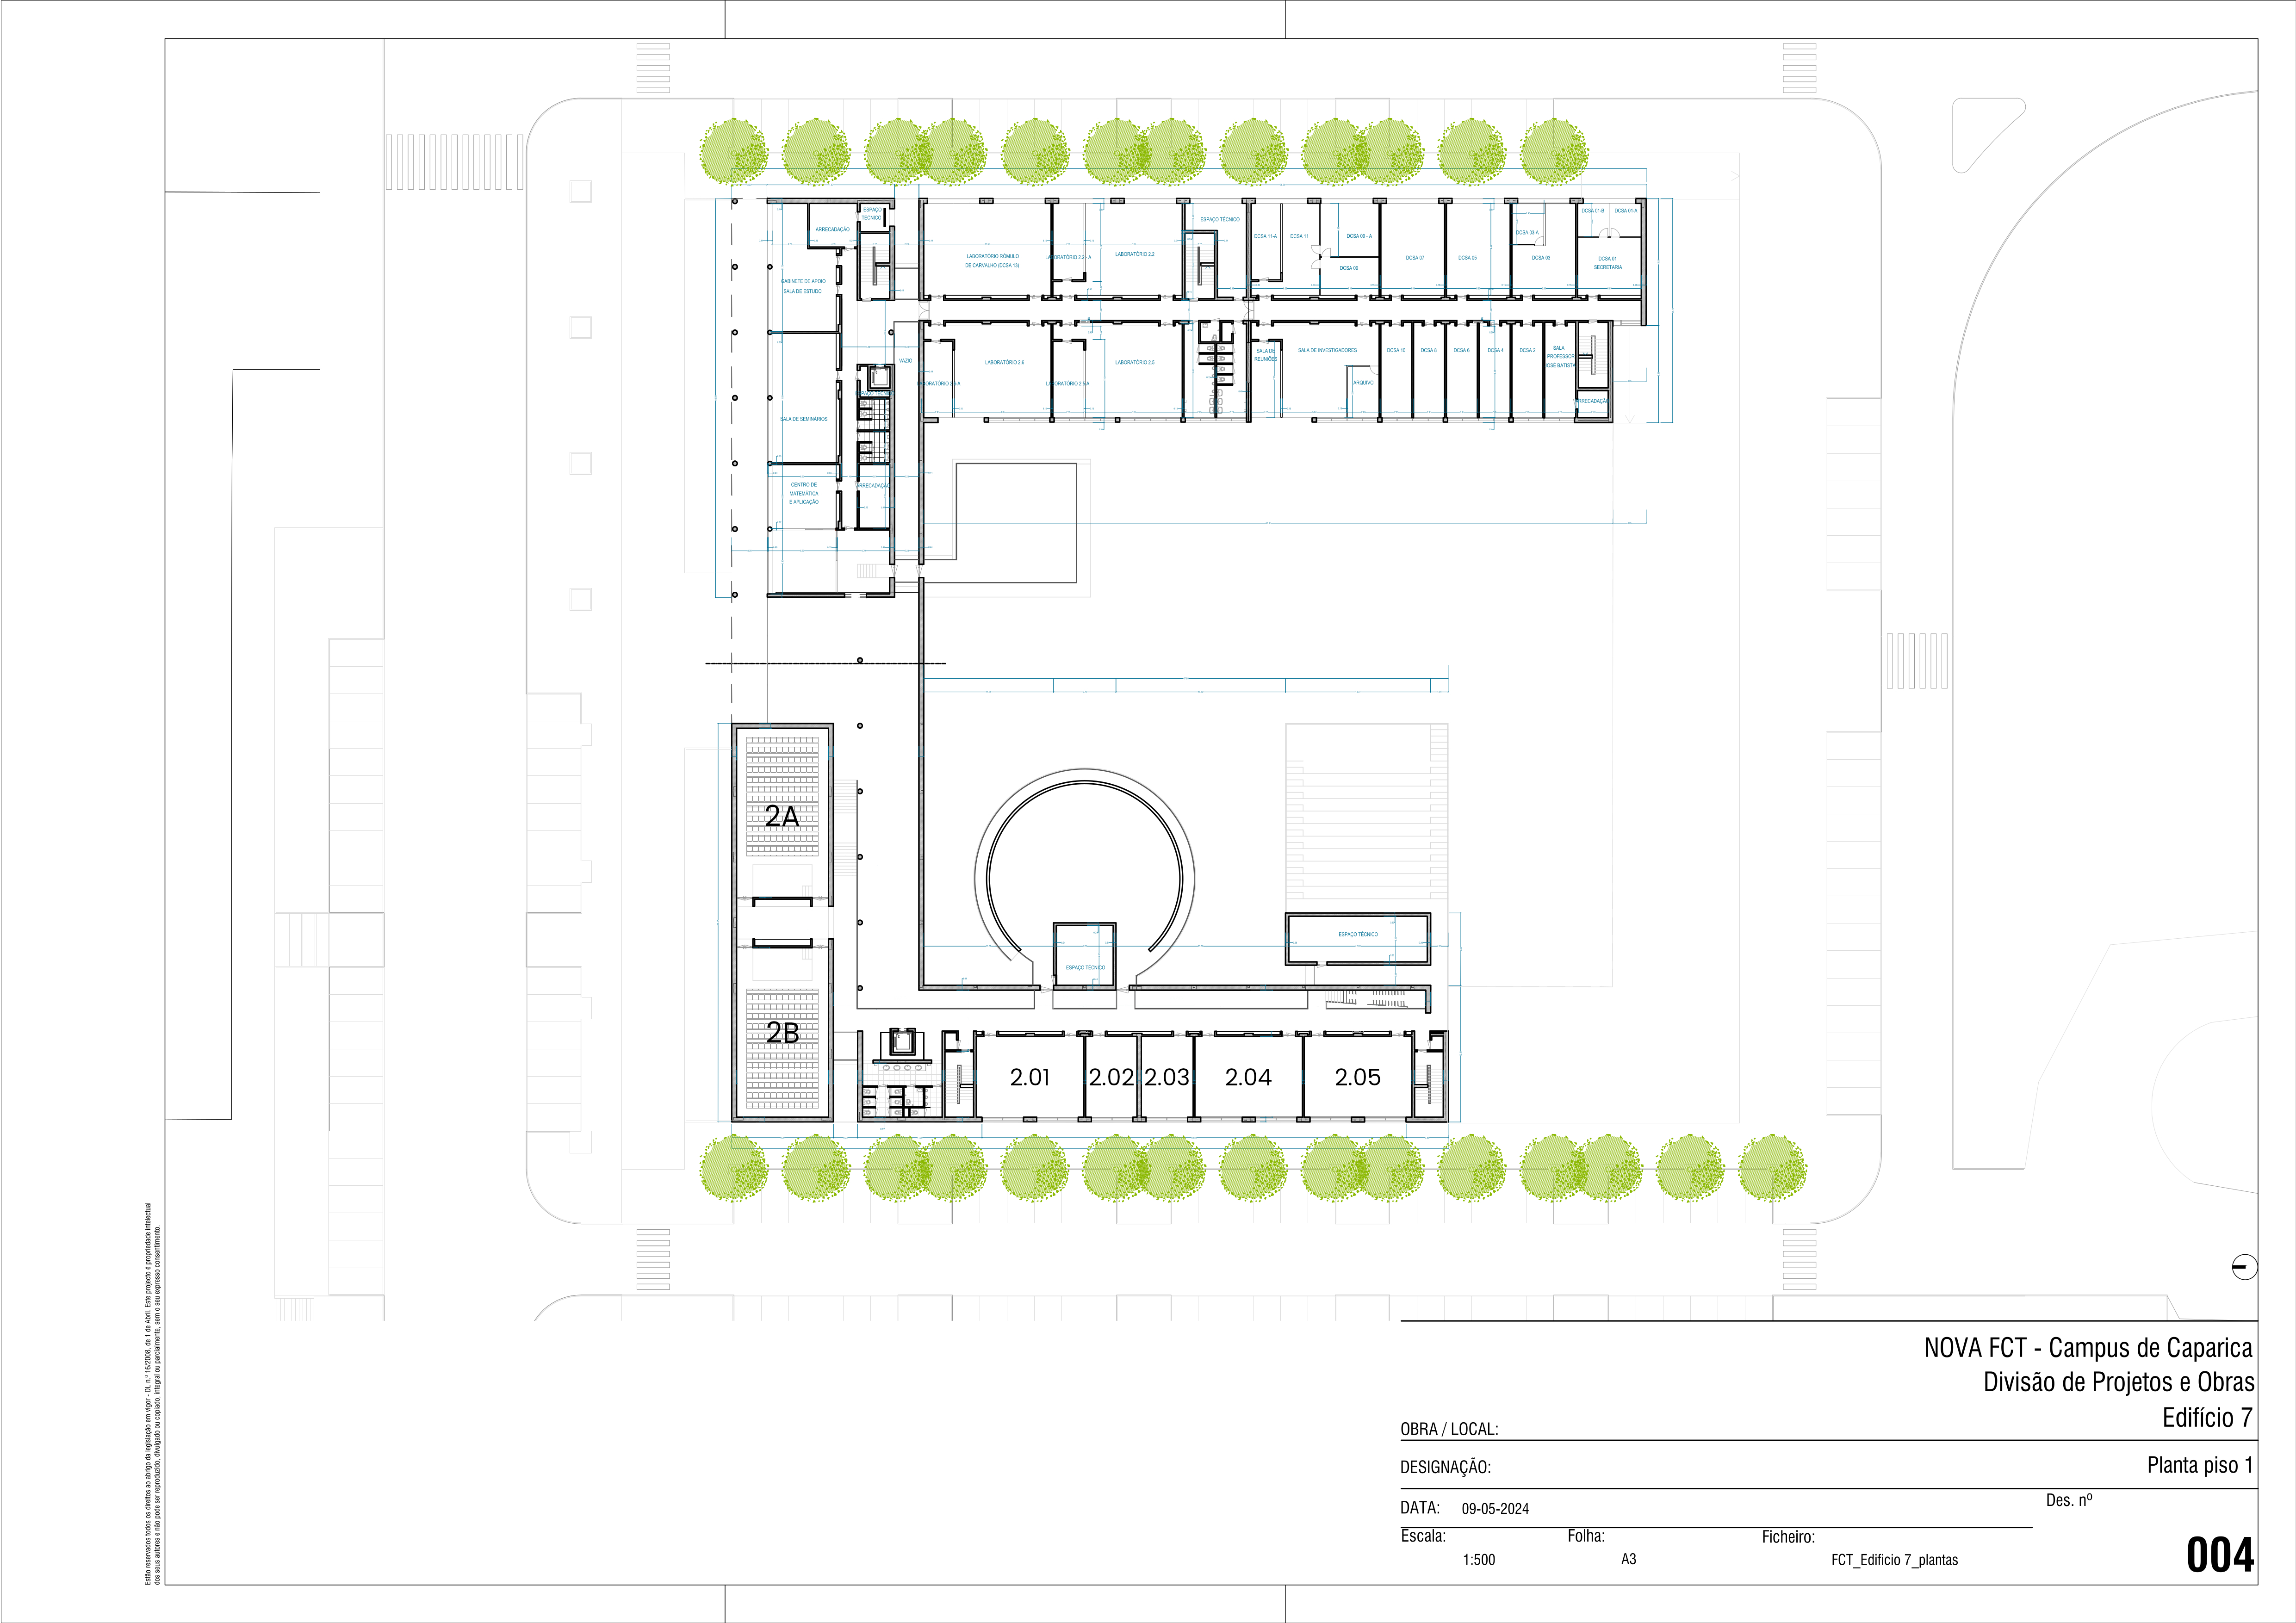 ESPAÇO
TECNICO
ARRECADAÇÃO
GABINETE DE APOIO
SALA DE ESTUDO
LABORATÓRIO RÓMULO
DE CARVALHO (DCSA 13)
LABORATÓRIO 2.2 - A
LABORATÓRIO 2.2
ESPAÇO TÉCNICO
DCSA 11-A
DCSA 11
DCSA 09 - A
DCSA 09
DCSA 07
DCSA 05
DCSA 03-A
DCSA 03
DCSA 01-B
DCSA 01-A
DCSA 01
SECRETARIA
VAZIO
LABORATÓRIO 2.6-A
LABORATÓRIO 2.6
LABORATÓRIO 2.5-A
LABORATÓRIO 2.5
SALA DE
REUNIÕES
SALA DE INVESTIGADORES
ARQUIVO
DCSA 10
DCSA 8
DCSA 6
DCSA 4
DCSA 2
SALA
PROFESSOR
JOSÉ BATISTA
ARRECADAÇÃO
ESPAÇO TÉCNICO
SALA DE SEMINÁRIOS
CENTRO DE
MATEMÁTICA
E APLICAÇÃO
ARRECADAÇÃO
2A
2B
ESPAÇO TÉCNICO
ESPAÇO TÉCNICO
2.01
2.02
2.03
2.04
2.05
Estão reservados todos os direitos ao abrigo da legislação em vigor - DL n.º 16/2008, de 1 de Abril. Este projecto é propriedade intelectual
dos seus autores e não pode ser reproduzido, divulgado ou copiado, integral ou parcialmente, sem o seu expresso consentimento.
NOVA FCT - Campus de Caparica
Divisão de Projetos e Obras
Edifício 7
OBRA / LOCAL:
DESIGNAÇÃO:
Planta piso 1
DATA: 09-05-2024
Des. nº
Escala:
Folha:
Ficheiro:
1:500
A3
FCT_Edificio 7_plantas
004